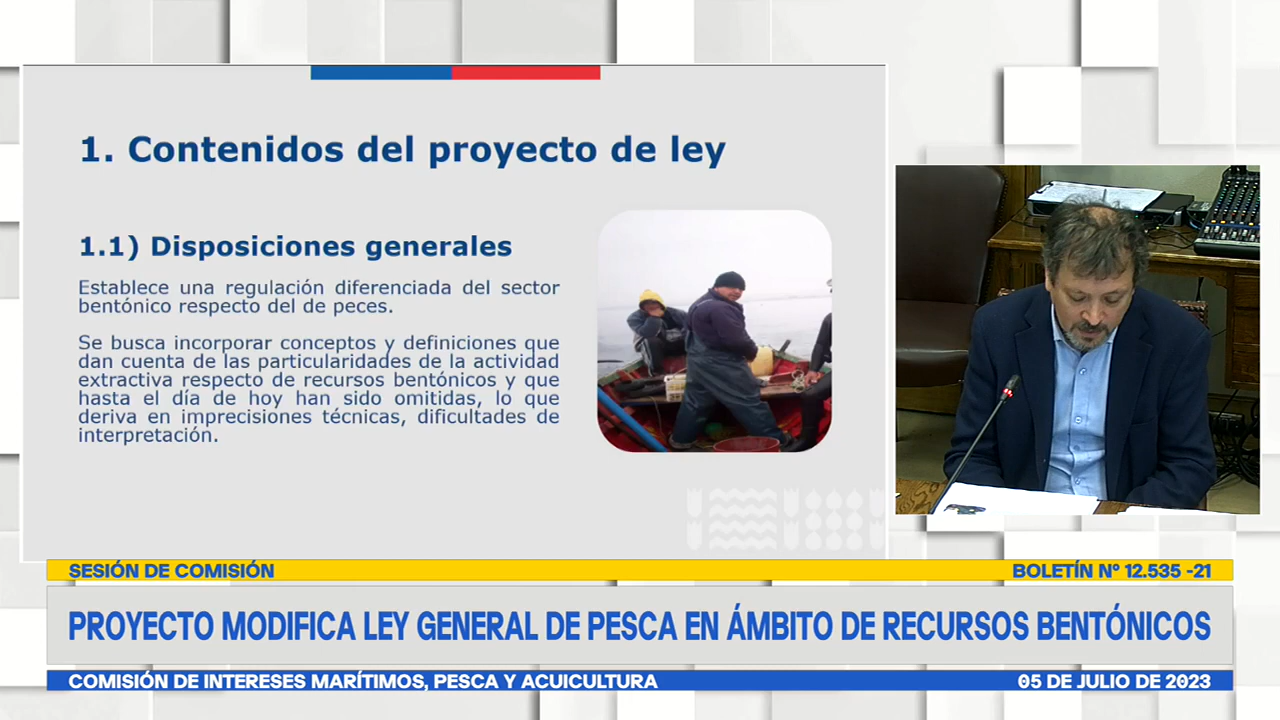 1. Contenidos del proyecto de ley
1.1) Disposiciones generales
Establece una regulación diferenciada del sector
bentónico respecto del de peces.
Se busca incorporar conceptos y definiciones que
dan cuenta de las particularidades de la actividad
extractiva respecto de recursos bentónicos y que
hasta el día de hoy han sido omitidas, lo que
deriva en imprecisiones técnicas, dificultades de
interpretación.
SESIÓN DE COMISIÓN
BOLETÍN Nº 12.535 -21
PROYECTO MODIFICA LEY GENERAL DE PESCA EN ÁMBITO DE RECURSOS BENTÓNICOS
COMISIÓN DE INTERESES MARÍTIMOS, PESCA Y ACUICULTURA
05 DE JULIO DE 2023